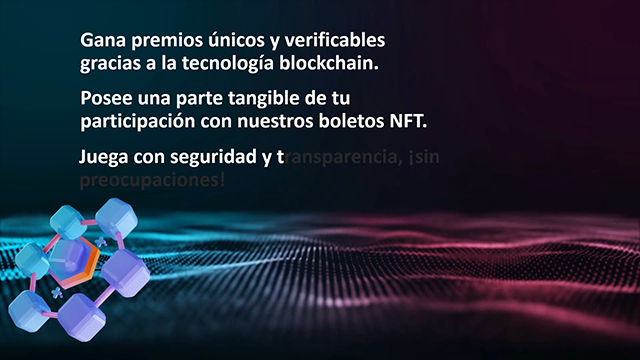 Gana premios únicos y verificables
gracias a la tecnología blockchain.
Posee una parte tangible de tu
participación con nuestros boletos NFT.
Juega con seguridad y transparencia, ¡sin
preocupaciones!